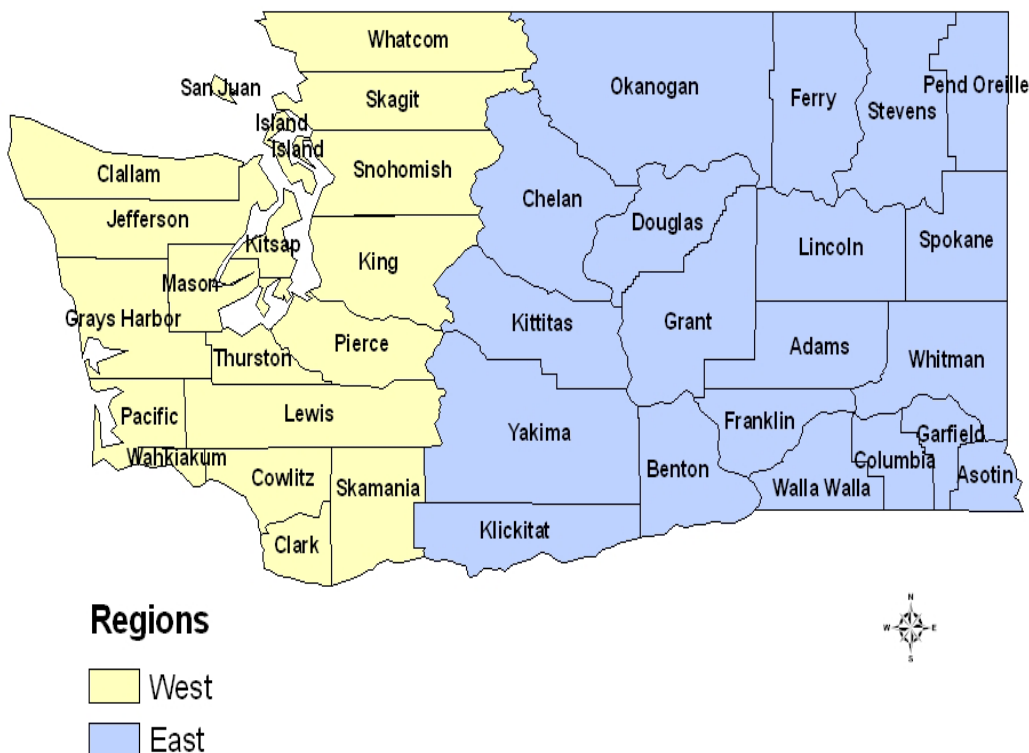 Whatcom
Okanogan
Ferry
Stevens
Pend Oreille
San Juan
Skagit
Island
Island
Snohomish
Clallam
Chelan
Jefferson
Douglas
Kitsap
Lincoln
Spokane
King
Mason
Grays Harbor
Kittitas
Grant
Pierce
Adams
Thurston
Whitman
Lewis
Pacific
Yakima
Franklin
Garfield
Wahkiakum
Columbia
Benton
Asotin
Cowlitz
Skamania
Walla Walla
Klickitat
Clark
N
W E
S
Regions
West
East